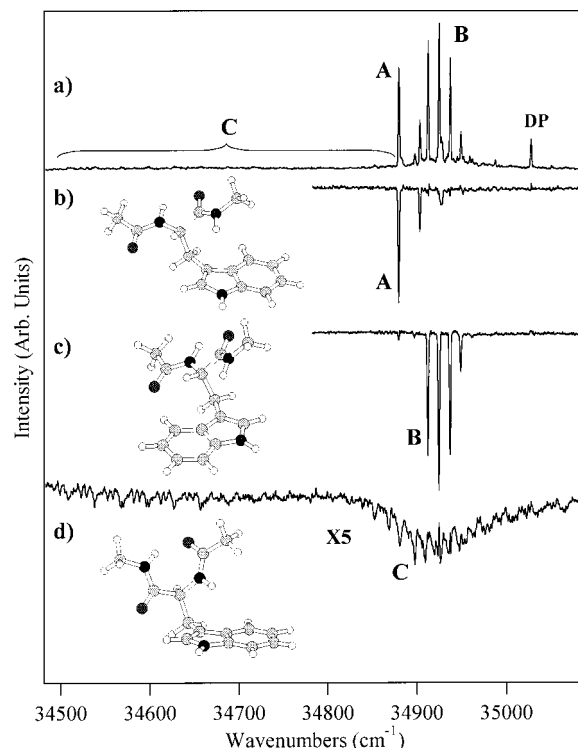 a)
A
B
C
DP
b)
A
c)
B
d)
X5
C
Intensity (Arb. Units)
34500 34600 34700 34800 34900 35000
Wavenumbers (cm⁻¹)